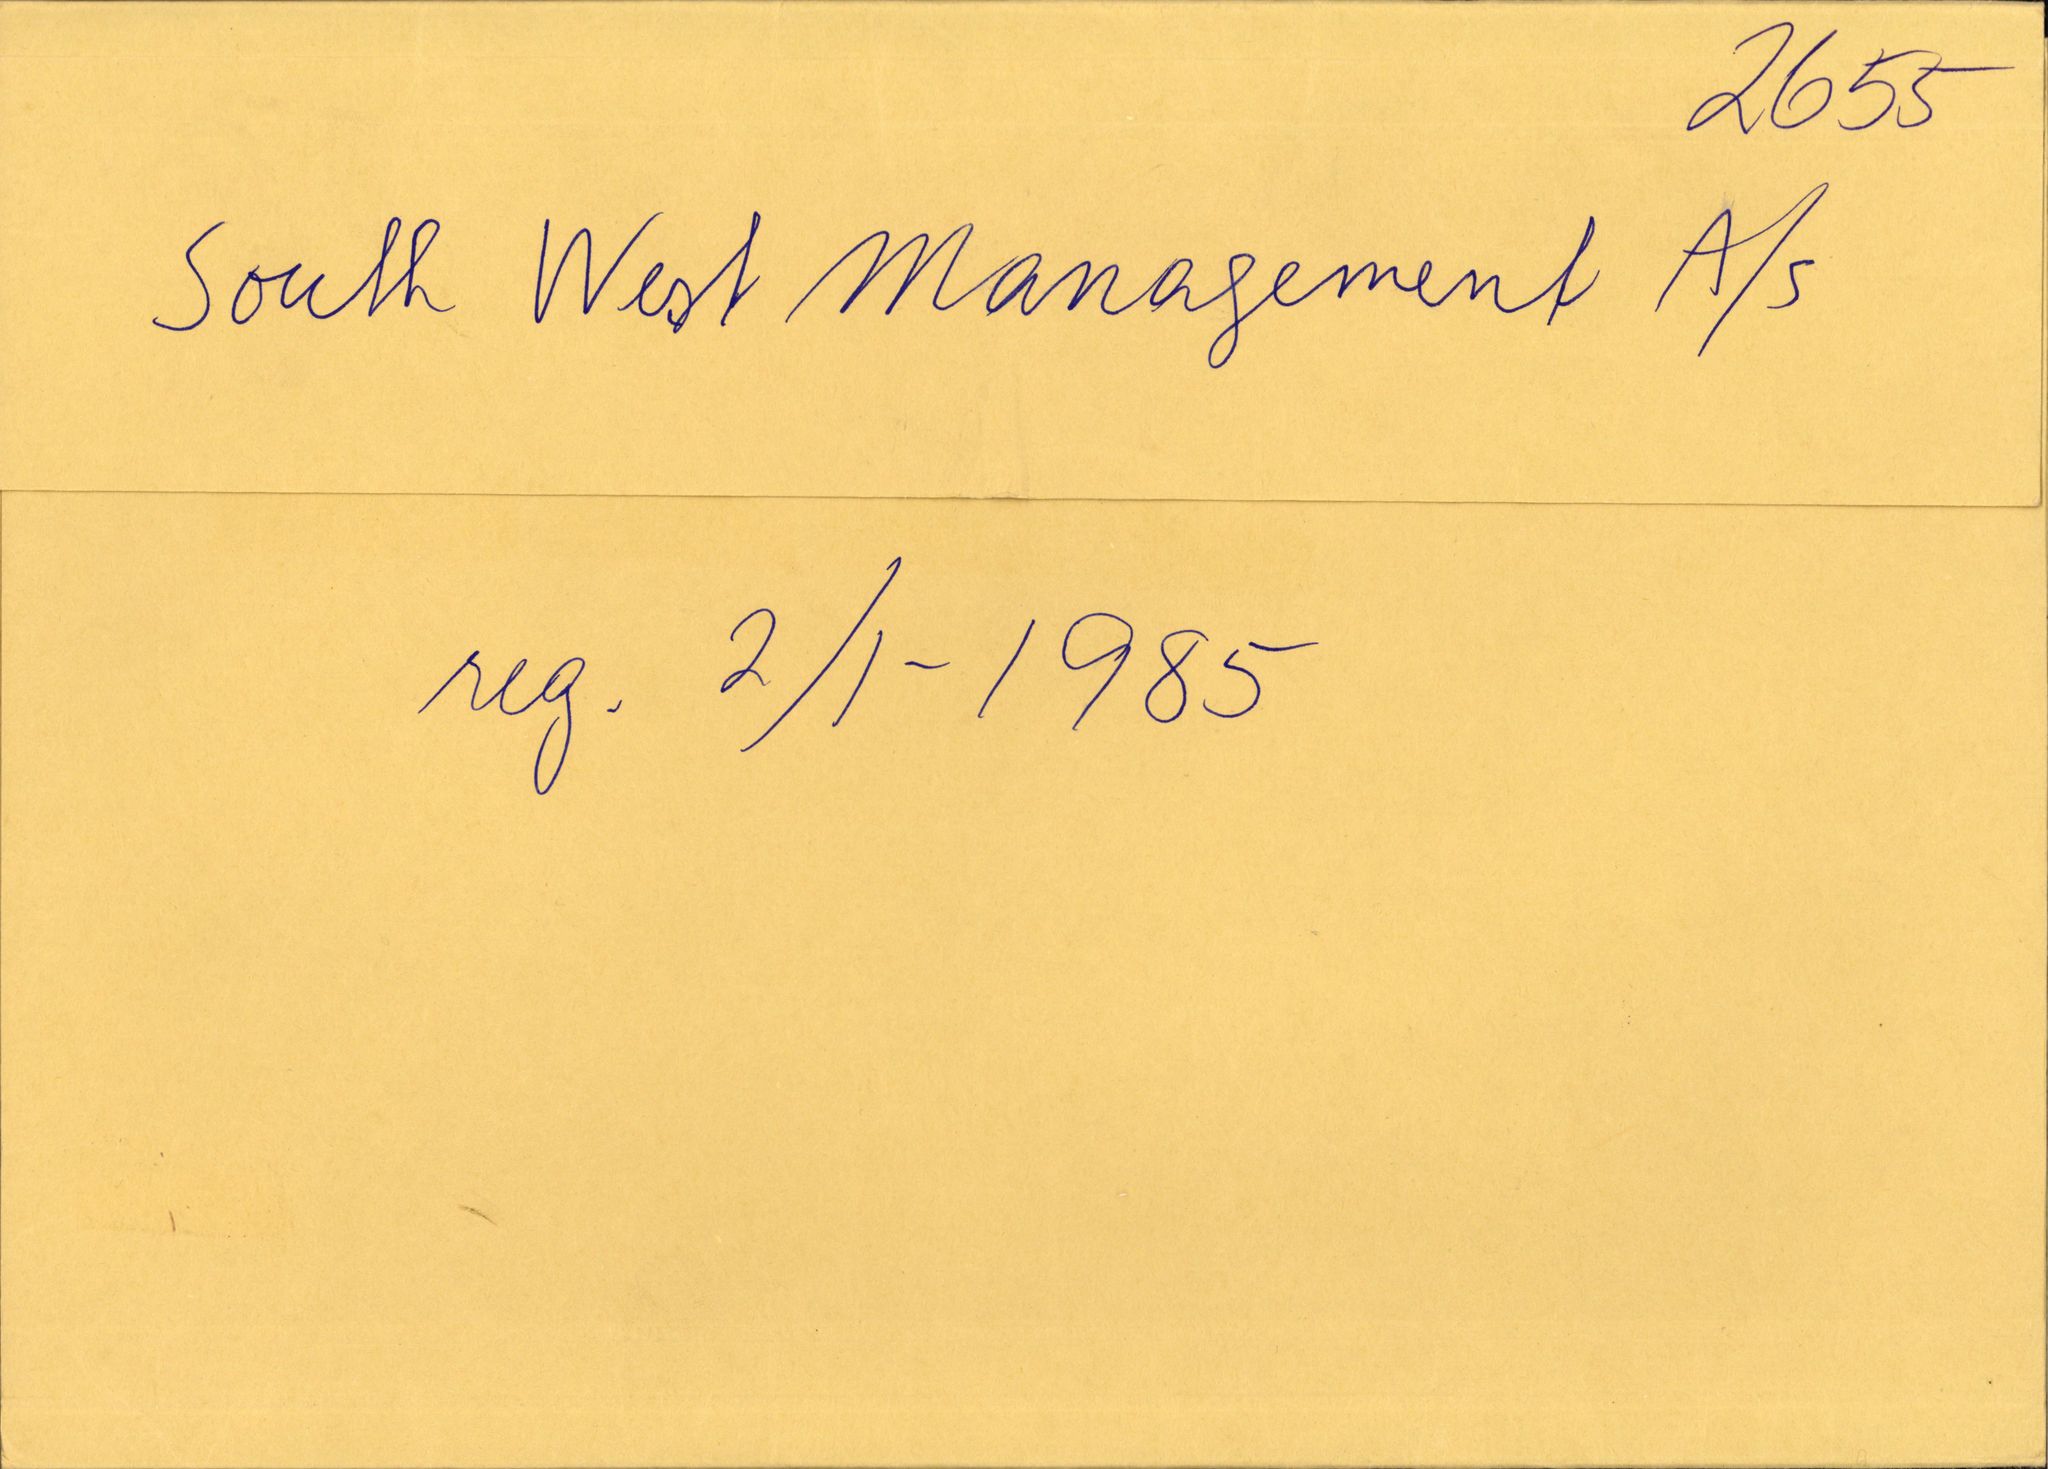 2655
South West Management A/s
reg. 2/1-1985